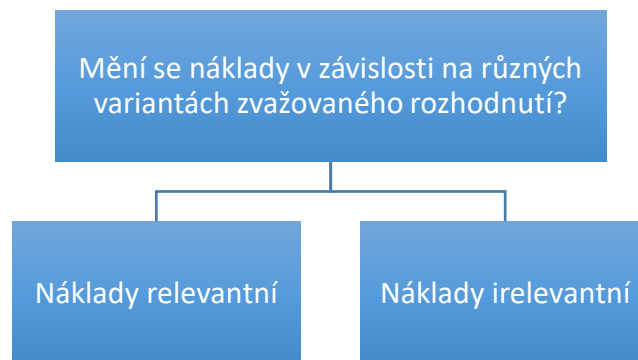 Mění se náklady v závislosti na různých
variantách zvažovaného rozhodnutí?
Náklady relevantní
Náklady irelevantní